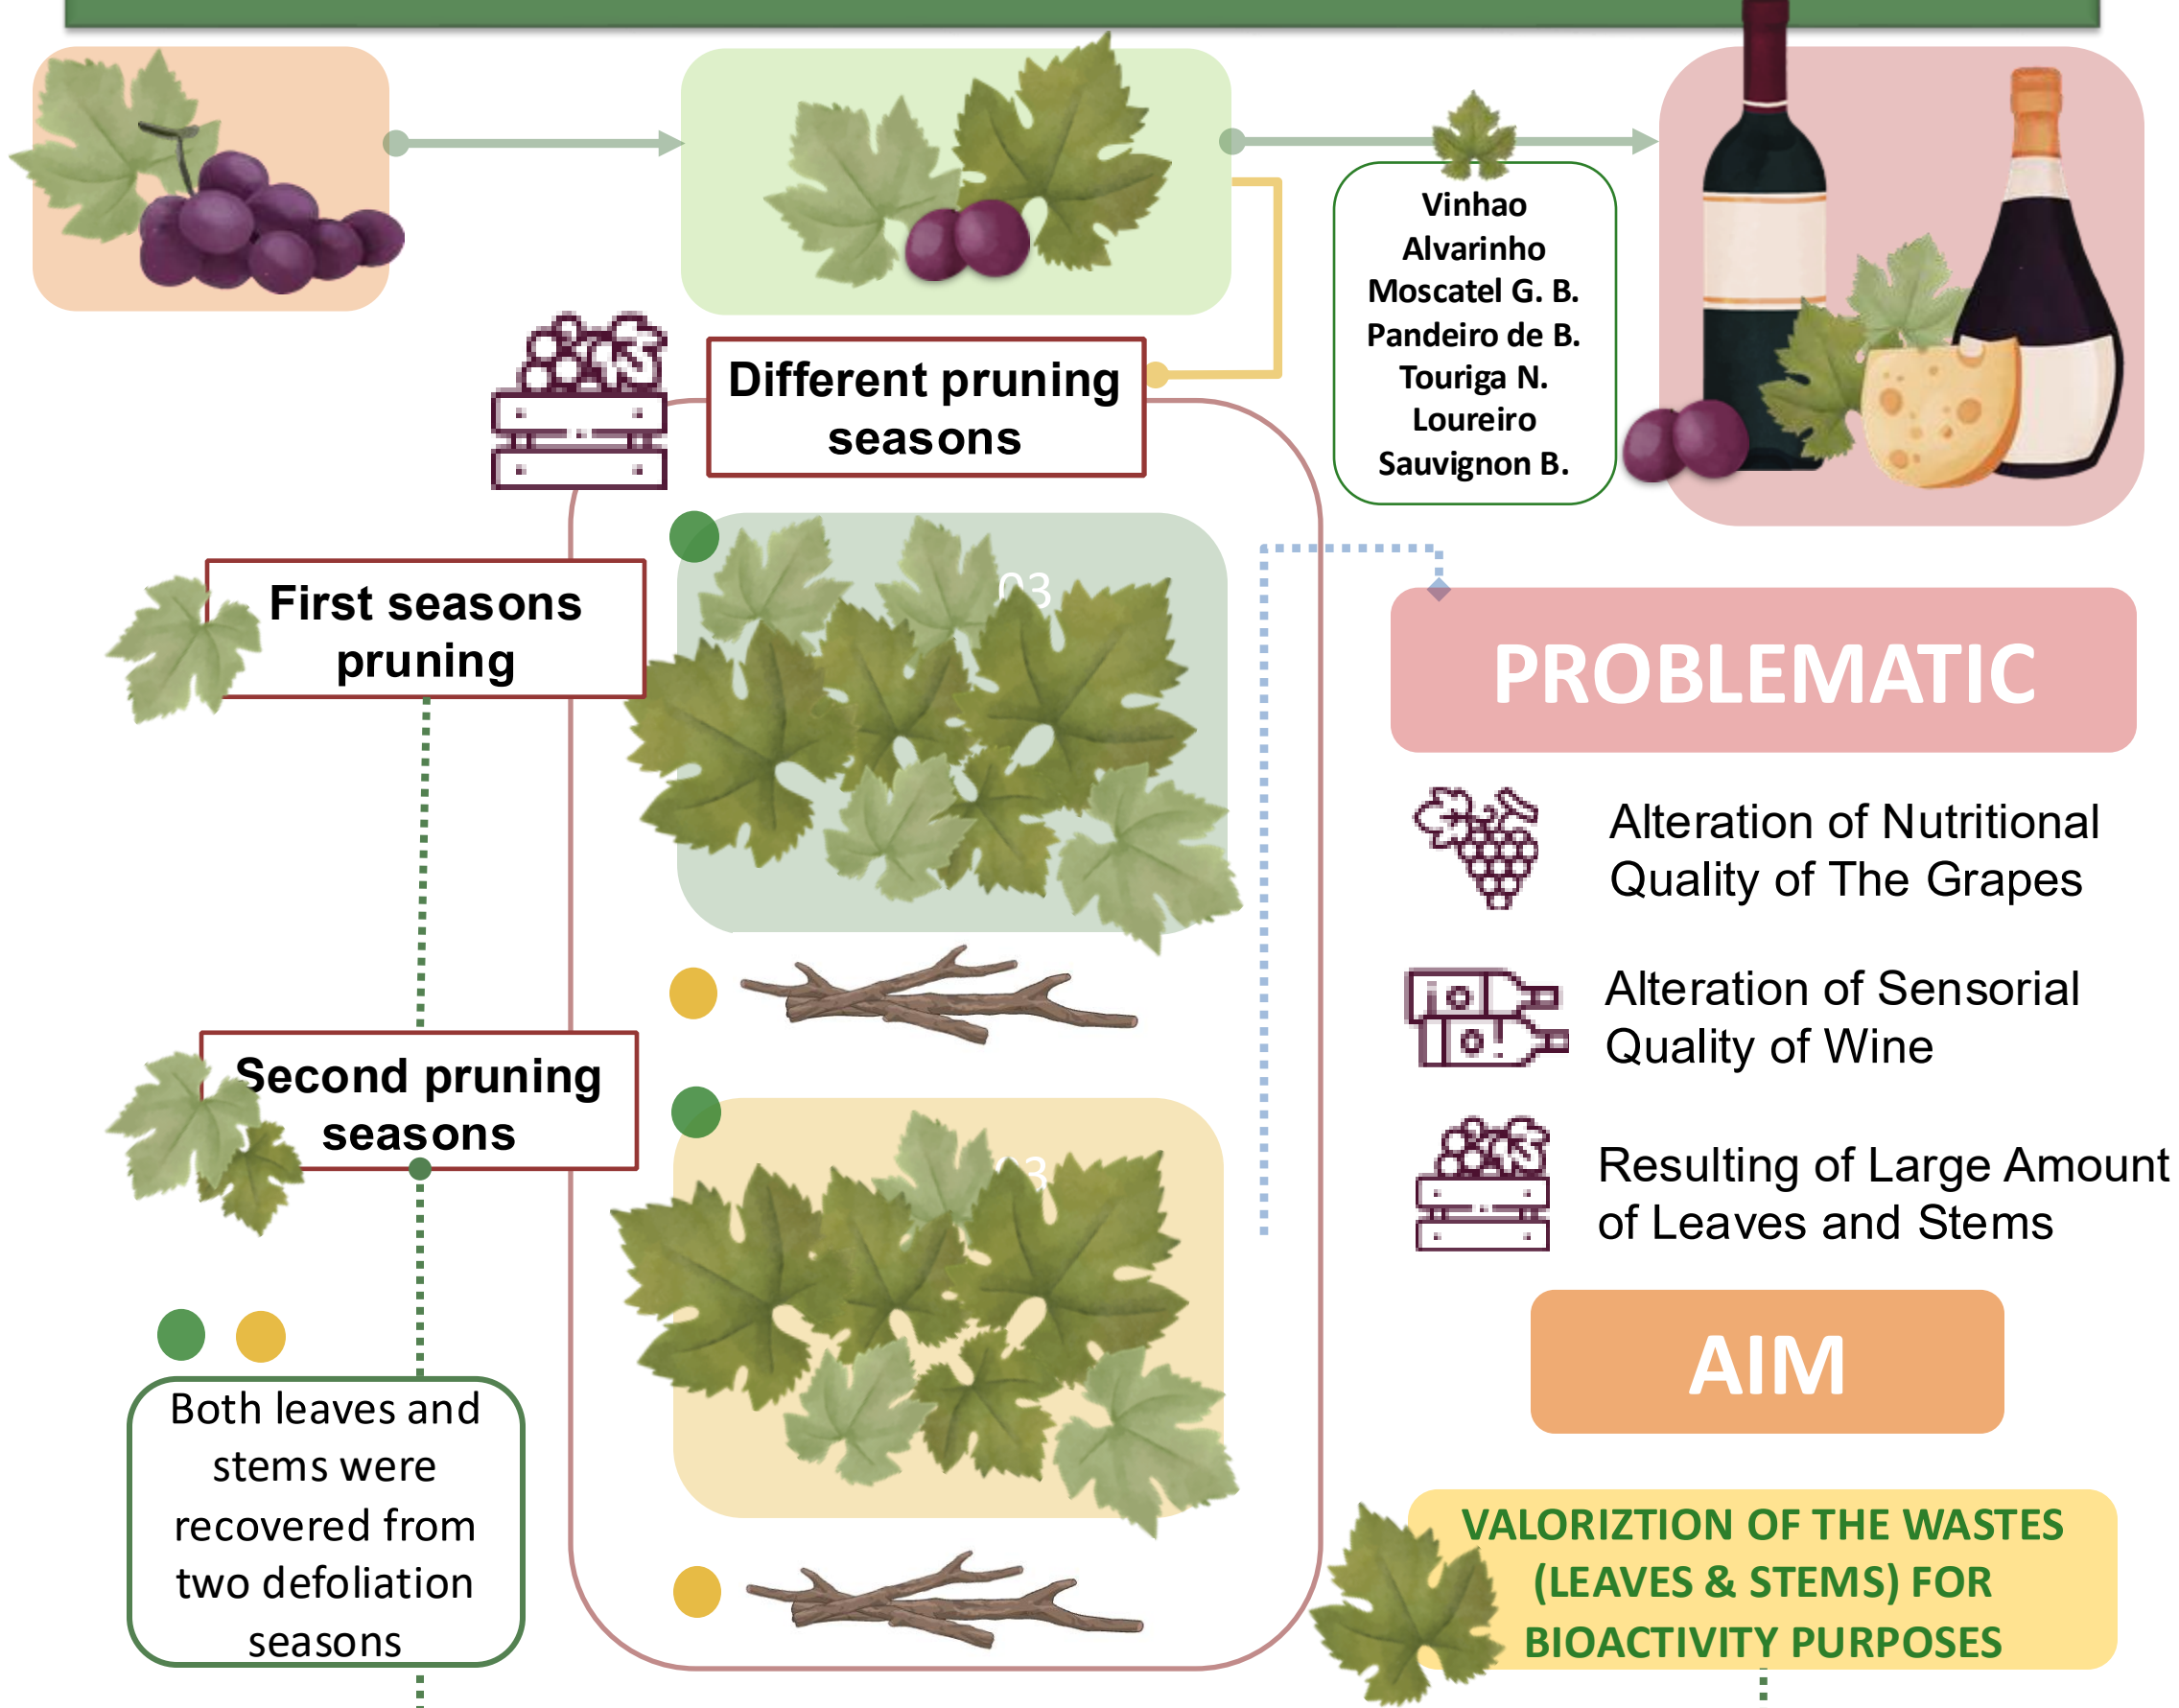 Vinhao
Alvarinho
Moscatel G. B.
Pandeiro de B.
Touriga N.
Loureiro
Sauvignon B.
Different pruning
seasons
First seasons
pruning
03
Second pruning
seasons
03
Both leaves and
stems were
recovered from
two defoliation
seasons
PROBLEMATIC
Alteration of Nutritional
Quality of The Grapes
Alteration of Sensorial
Quality of Wine
Resulting of Large Amount
of Leaves and Stems
AIM
VALORIZTION OF THE WASTES
(LEAVES & STEMS) FOR
BIOACTIVITY PURPOSES